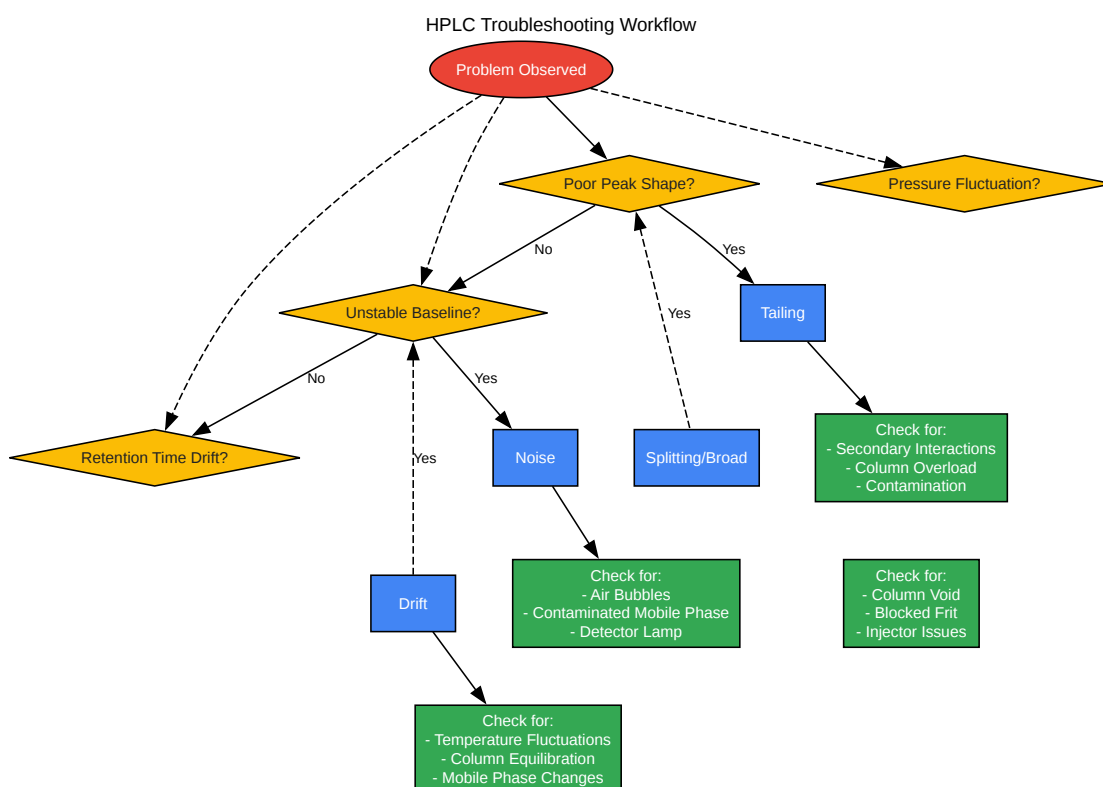 HPLC Troubleshooting Workflow
Problem Observed
Poor Peak Shape?
Pressure Fluctuation?
No
Yes
Unstable Baseline?
Yes
Tailing
No
Yes
Check for:
- Secondary Interactions
- Column Overload
- Contamination
Retention Time Drift?
Yes
Noise
Splitting/Broad
Check for:
- Air Bubbles
- Contaminated Mobile Phase
- Detector Lamp
Check for:
- Column Void
- Blocked Frit
- Injector Issues
Drift
Check for:
- Temperature Fluctuations
- Column Equilibration
- Mobile Phase Changes